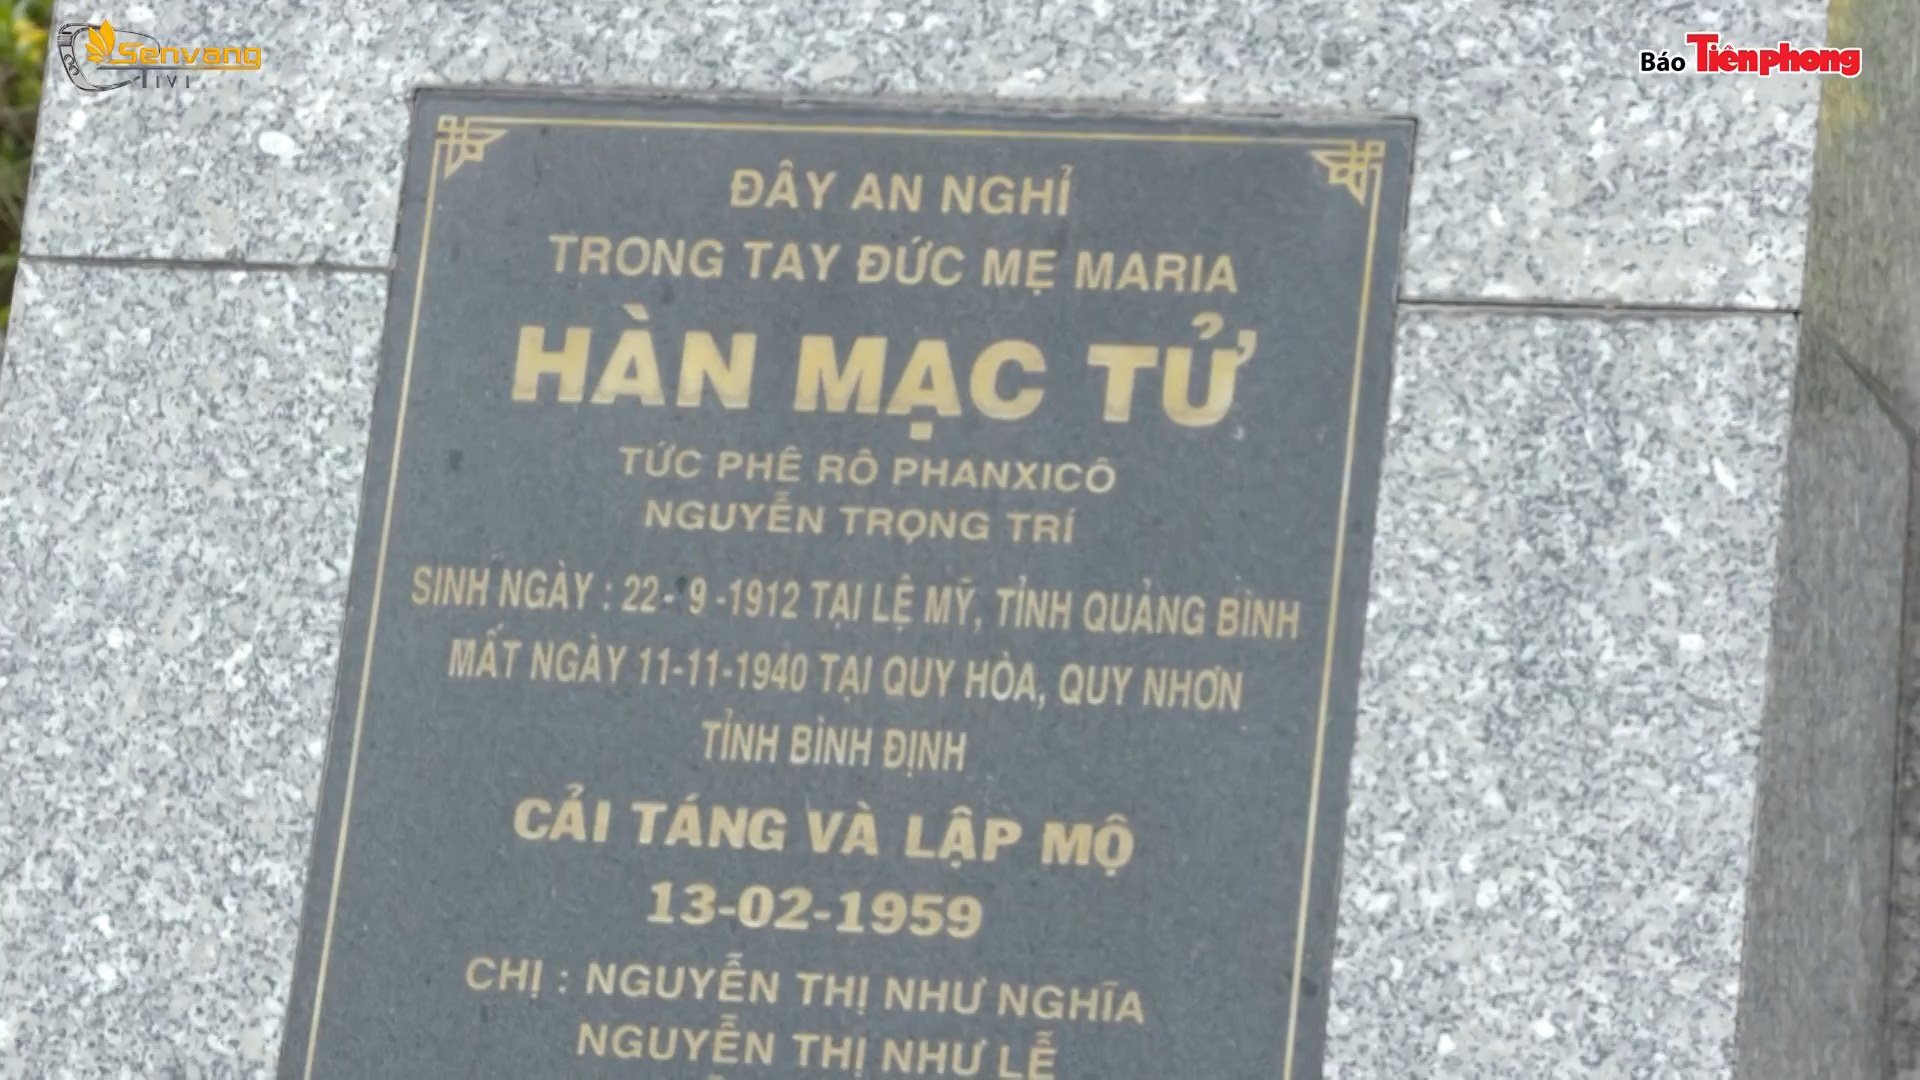 Senvang
TIVI
Báo Tiênphong
ĐÂY AN NGHỈ
TRONG TAY ĐỨC MẸ MARIA
HÀN MẠC TỬ
TỨC PHÊ RÔ PHANXICÔ
NGUYỄN TRỌNG TRÍ
SINH NGÀY : 22- 9 -1912 TẠI LỆ MỸ, TỈNH QUẢNG BÌNH
MẤT NGÀY 11-11-1940 TẠI QUY HÒA, QUY NHƠN
TỈNH BÌNH ĐỊNH
CẢI TÁNG VÀ LẬP MỘ
13-02-1959
CHỊ : NGUYỄN THỊ NHƯ NGHĨA
NGUYỄN THỊ NHƯ LỄ